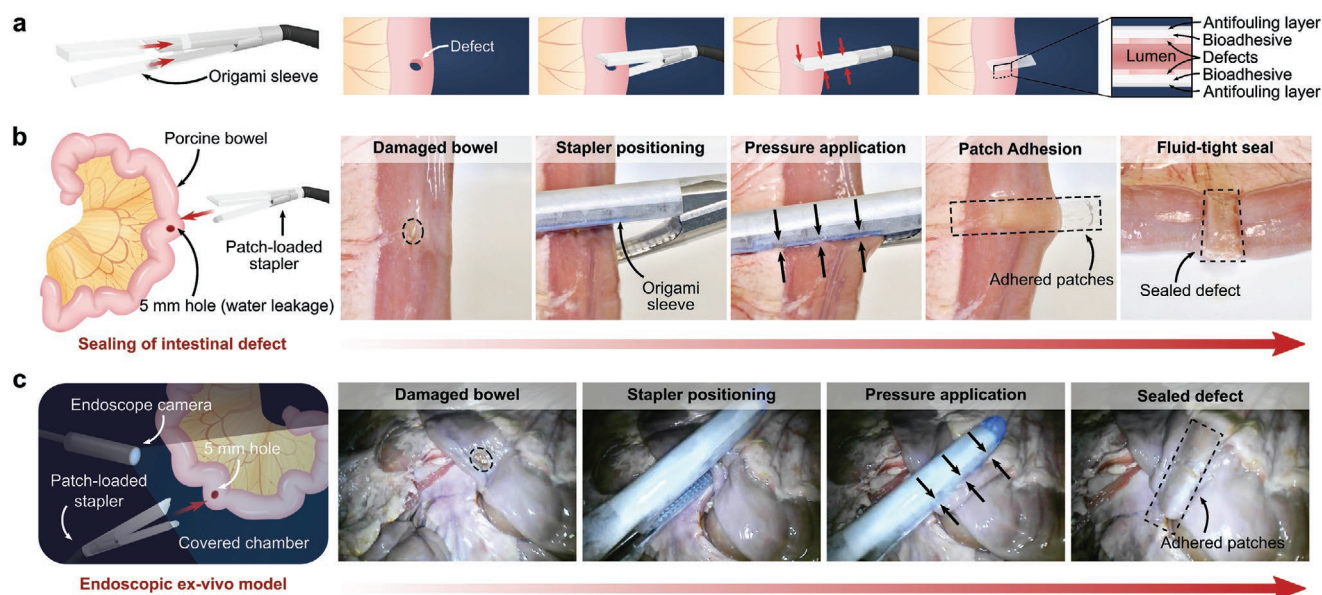 a
Origami sleeve
Defect
Lumen
Antifouling layer
Bioadhesive
Defects
Bioadhesive
Antifouling layer
b
Porcine bowel
Patch-loaded
stapler
5 mm hole (water leakage)
Sealing of intestinal defect
Damaged bowel
Stapler positioning
Origami
sleeve
Pressure application
Patch Adhesion
Adhered patches
Fluid-tight seal
Sealed defect
c
Endoscope camera
5 mm hole
Patch-loaded
stapler
Covered chamber
Endoscopic ex-vivo model
Damaged bowel
Stapler positioning
Pressure application
Sealed defect
Adhered patches